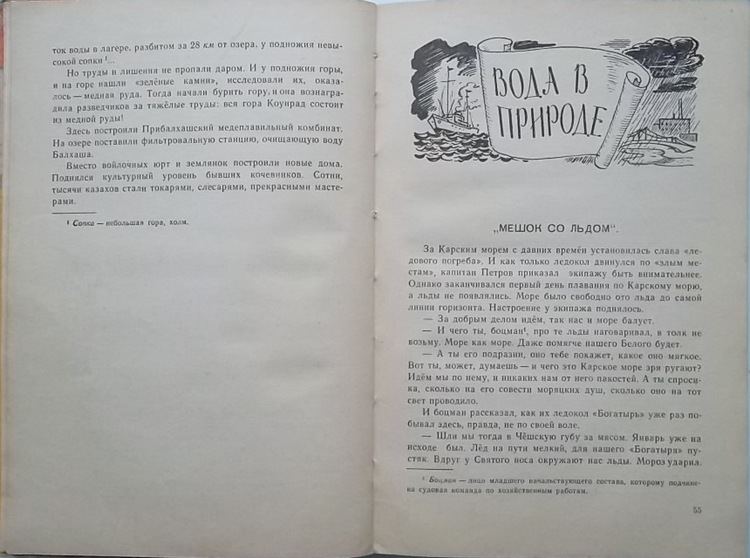 ток воды в лагере, разбитом за 28 км от озера, у подножия невы-
сокой сопки¹...
Но труды и лишения не пропали даром. И у подножия горы,
и на горе нашли «зелёные камни», исследовали их, оказа-
лось — медная руда. Тогда начали бурить гору, и она вознагра-
дила разведчиков за тяжёлые труды: вся гора Коунрад состоит
из медной руды!
Здесь построили Прибалхашский медеплавильный комбинат.
На озере поставили фильтровальную станцию, очищающую воду
Балхаша.
Вместо войлочных юрт и землянок построили новые дома.
Поднялся культурный уровень бывших кочевников. Сотни,
тысячи казахов стали токарями, слесарями, прекрасными масте-
рами.
¹ Сопка — небольшая гора, холм.
ВОДА В
ПРИРОДЕ
„МЕШОК СО ЛЬДОМ“.
За Карским морем с давних времён установилась слава «ле-
дового погреба». И как только ледокол двинулся по «злым ме-
стам», капитан Петров приказал экипажу быть внимательнее.
Однако заканчивался первый день плавания по Карскому морю,
а льды не появлялись. Море было свободно ото льда до самой
линии горизонта. Настроение у экипажа поднялось.
— За добрым делом идём, так нас и море балует.
— И чего ты, боцман¹, про те льды наговаривал, в толк не
возьму. Море как море. Даже помягче нашего Белого будет.
— А ты его подразни, оно тебе покажет, какое оно мягкое.
Вот ты, может, думаешь — и чего это Карское море зря ругают?
Идём мы по нему, и никаких нам от него пакостей. А ты спроси-
ка, сколько на его совести моряцких душ, сколько оно на тот
свет проводило.
И боцман рассказал, как их ледокол «Богатырь» уже раз по-
бывал здесь, правда, не по своей воле.
— Шли мы тогда в Чёшскую губу за мясом. Январь уже на
исходе был. Лёд на пути мелкий, для нашего «Богатыря» пу-
стяк. Вдруг у Святого носа окружают нас льды. Мороз ударил.
¹ Боцман — лицо младшего начальствующего состава, которому подчине-
на судовая команда по хозяйственным работам.
55